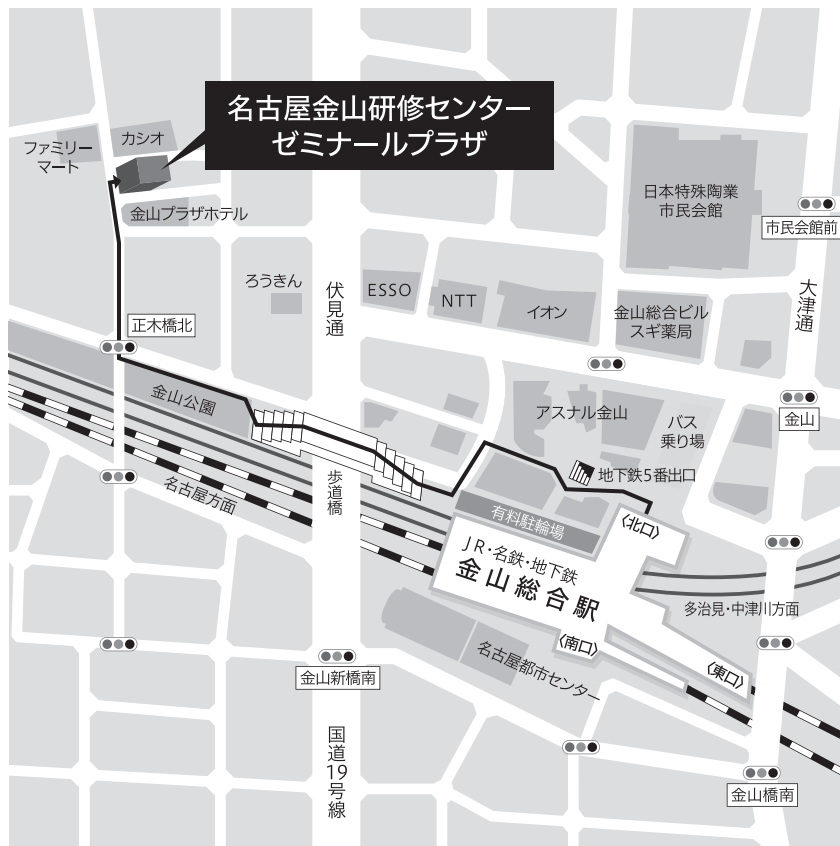 名古屋金山研修センター
ゼミナールプラザ
ファミリー
マート
カシオ
金山プラザホテル
日本特殊陶業
市民会館
市民会館前
ろうきん
伏見通
ESSO
NTT
イオン
金山総合ビル
スギ薬局
大津通
正木橋北
金山公園
アスナル金山
バス
乗り場
金山
地下鉄5番出口
歩道橋
名古屋方面
有料駐輪場
〈北口〉
JR・名鉄・地下鉄
金山総合駅
多治見・中津川方面
〈南口〉
〈東口〉
名古屋都市センター
金山新橋南
国道19号線
金山橋南